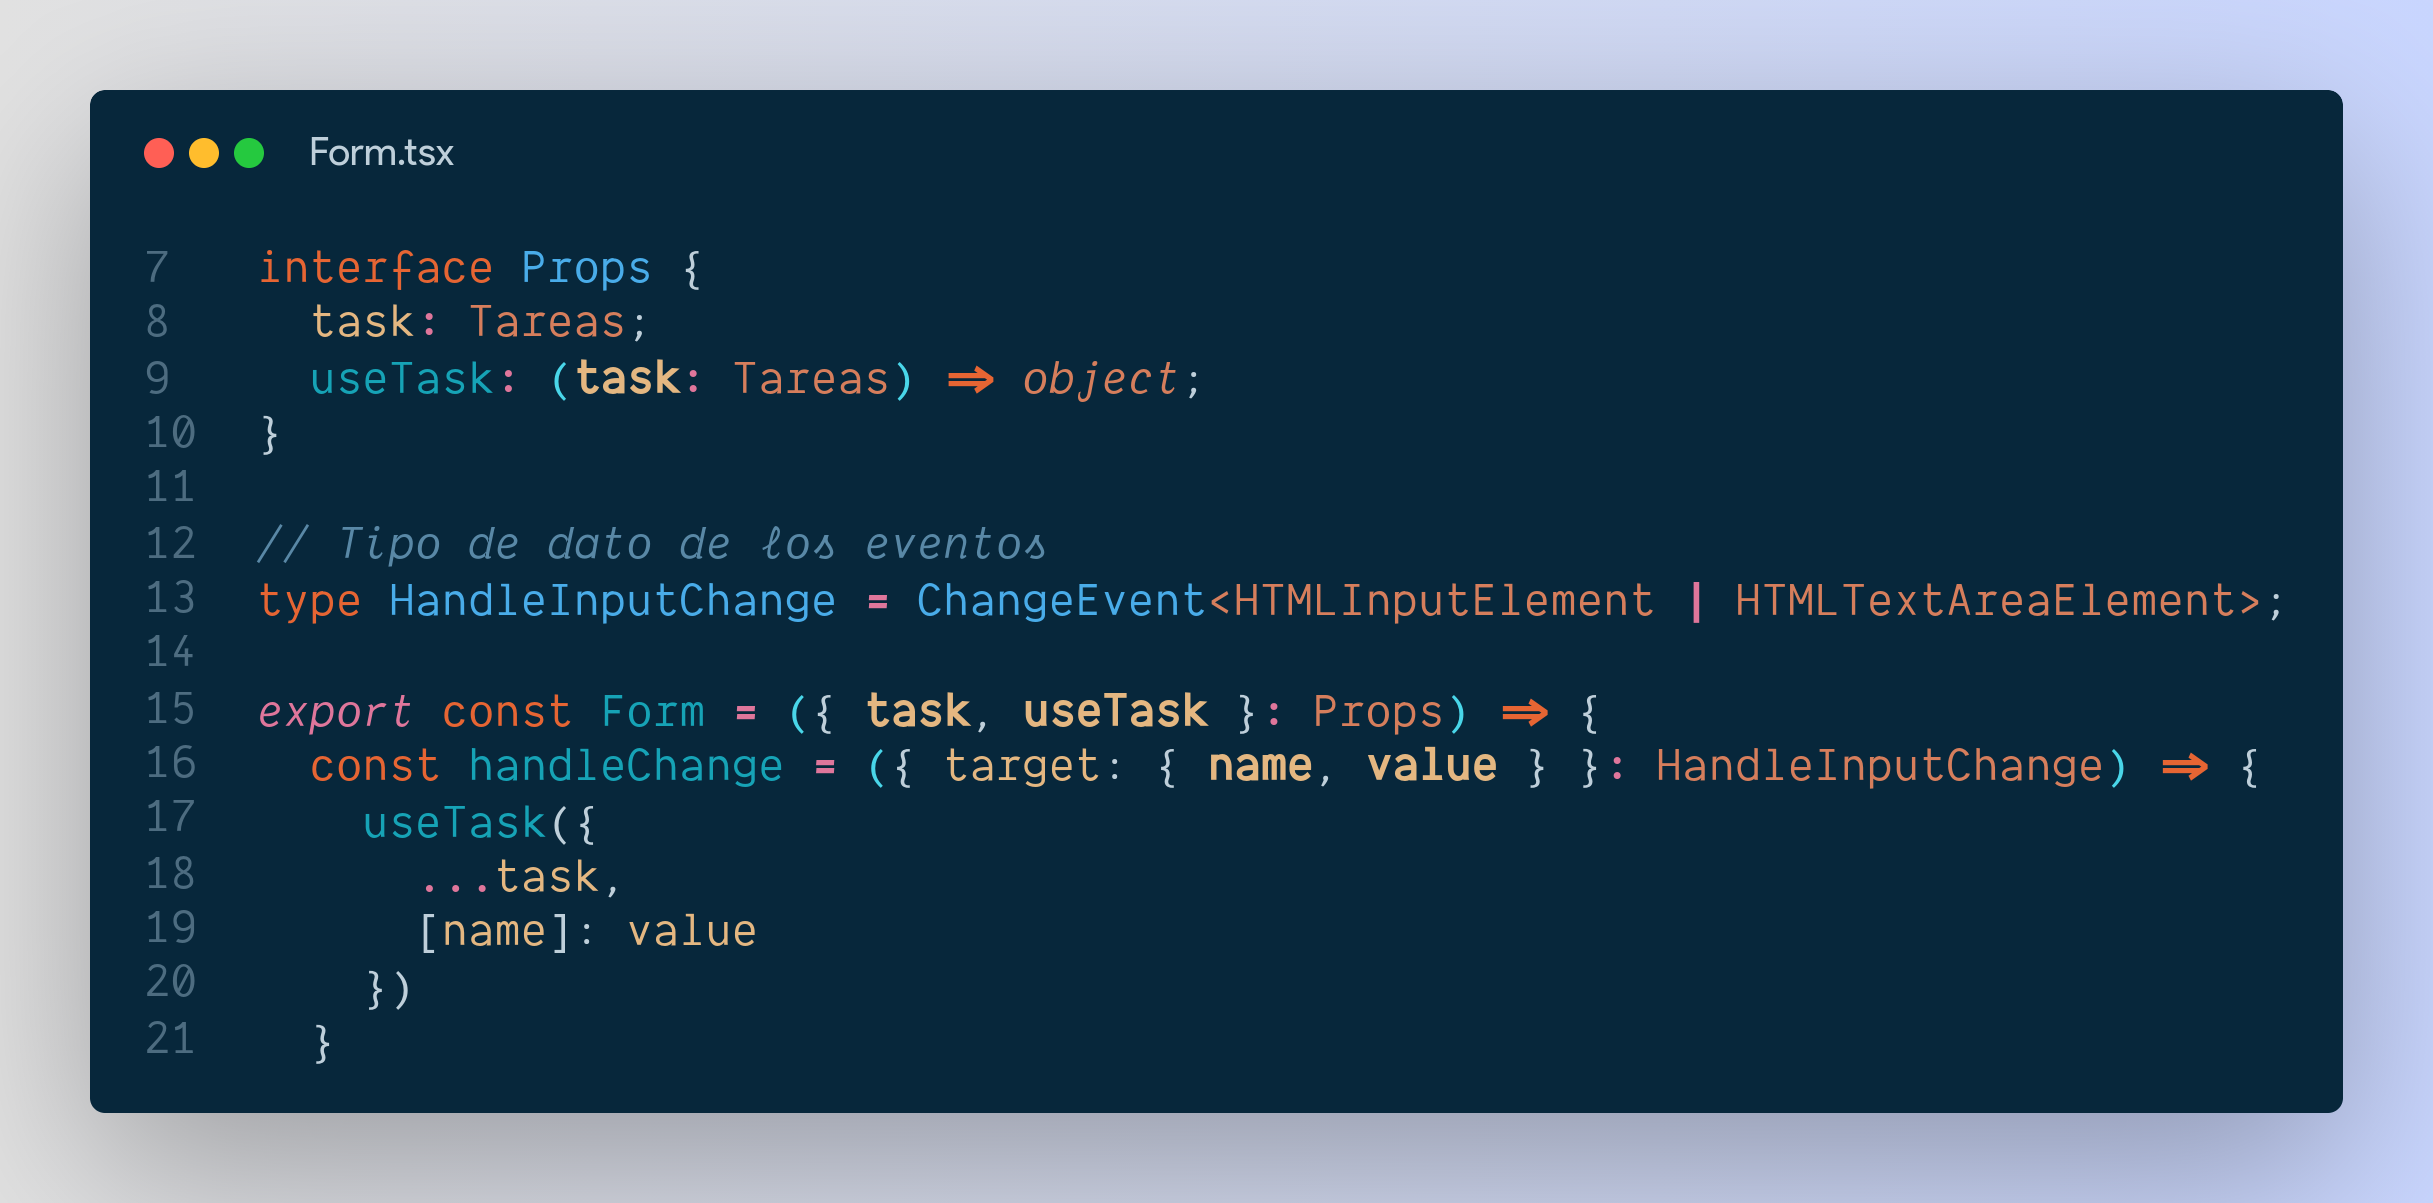 Form.tsx
7 interface Props {
8   task: Tareas;
9   useTask: (task: Tareas) => object;
10 }
11
12 // Tipo de dato de los eventos
13 type HandleInputChange = ChangeEvent<HTMLInputElement | HTMLTextAreaElement>;
14
15 export const Form = ({ task, useTask }: Props) => {
16   const handleChange = ({ target: { name, value } }: HandleInputChange) => {
17     useTask({
18       ...task,
19       [name]: value
20     })
21   }